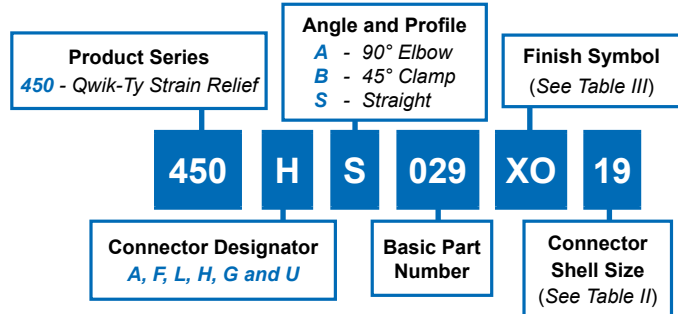 Product Series
450 - Qwik-Ty Strain Relief
Angle and Profile
A - 90° Elbow
B - 45° Clamp
S - Straight
Finish Symbol
(See Table III)
450 H S 029 XO 19
Connector Designator
A, F, L, H, G and U
Basic Part
Number
Connector
Shell Size
(See Table II)